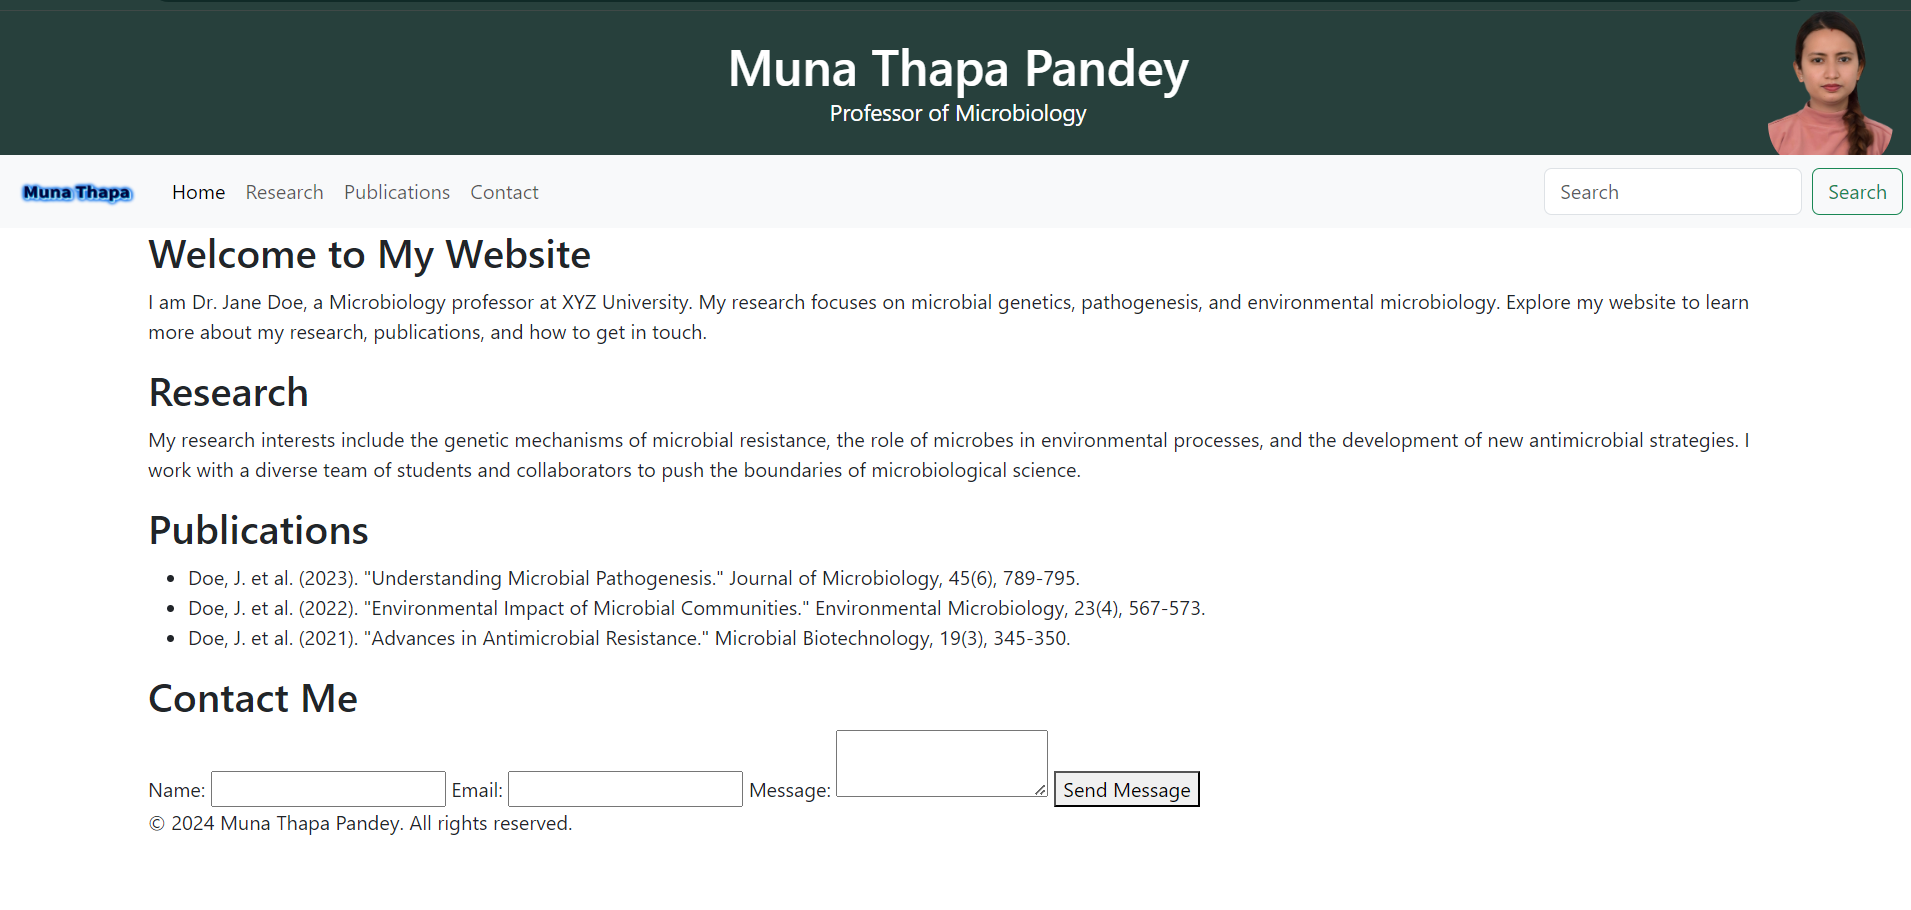 Muna Thapa Pandey
Professor of Microbiology
Muna Thapa Home Research Publications Contact Search Search
Welcome to My Website
I am Dr. Jane Doe, a Microbiology professor at XYZ University. My research focuses on microbial genetics, pathogenesis, and environmental microbiology. Explore my website to learn
more about my research, publications, and how to get in touch.
Research
My research interests include the genetic mechanisms of microbial resistance, the role of microbes in environmental processes, and the development of new antimicrobial strategies. I
work with a diverse team of students and collaborators to push the boundaries of microbiological science.
Publications
• Doe, J. et al. (2023). "Understanding Microbial Pathogenesis." Journal of Microbiology, 45(6), 789-795.
• Doe, J. et al. (2022). "Environmental Impact of Microbial Communities." Environmental Microbiology, 23(4), 567-573.
• Doe, J. et al. (2021). "Advances in Antimicrobial Resistance." Microbial Biotechnology, 19(3), 345-350.
Contact Me
Name: Email: Message: Send Message
© 2024 Muna Thapa Pandey. All rights reserved.